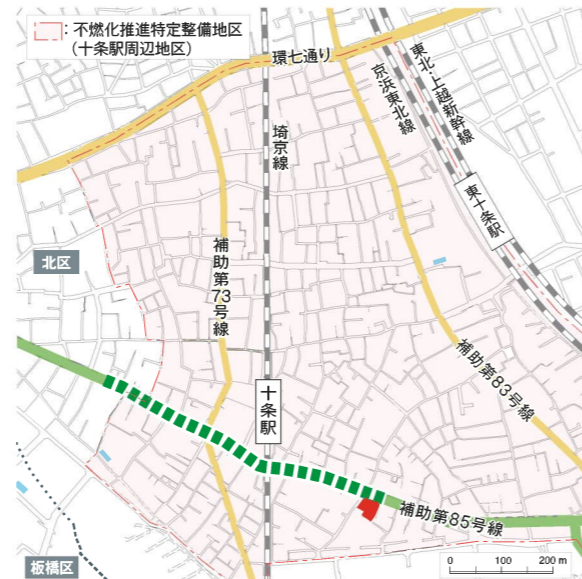 ：不燃化推進特定整備地区
（十条駅周辺地区）
環七通り
東北・上越新幹線
京浜東北線
埼京線
東十条駅
北区
補助第73号線
補助第83号線
十条駅
補助第85号線
板橋区
0 100 200 m